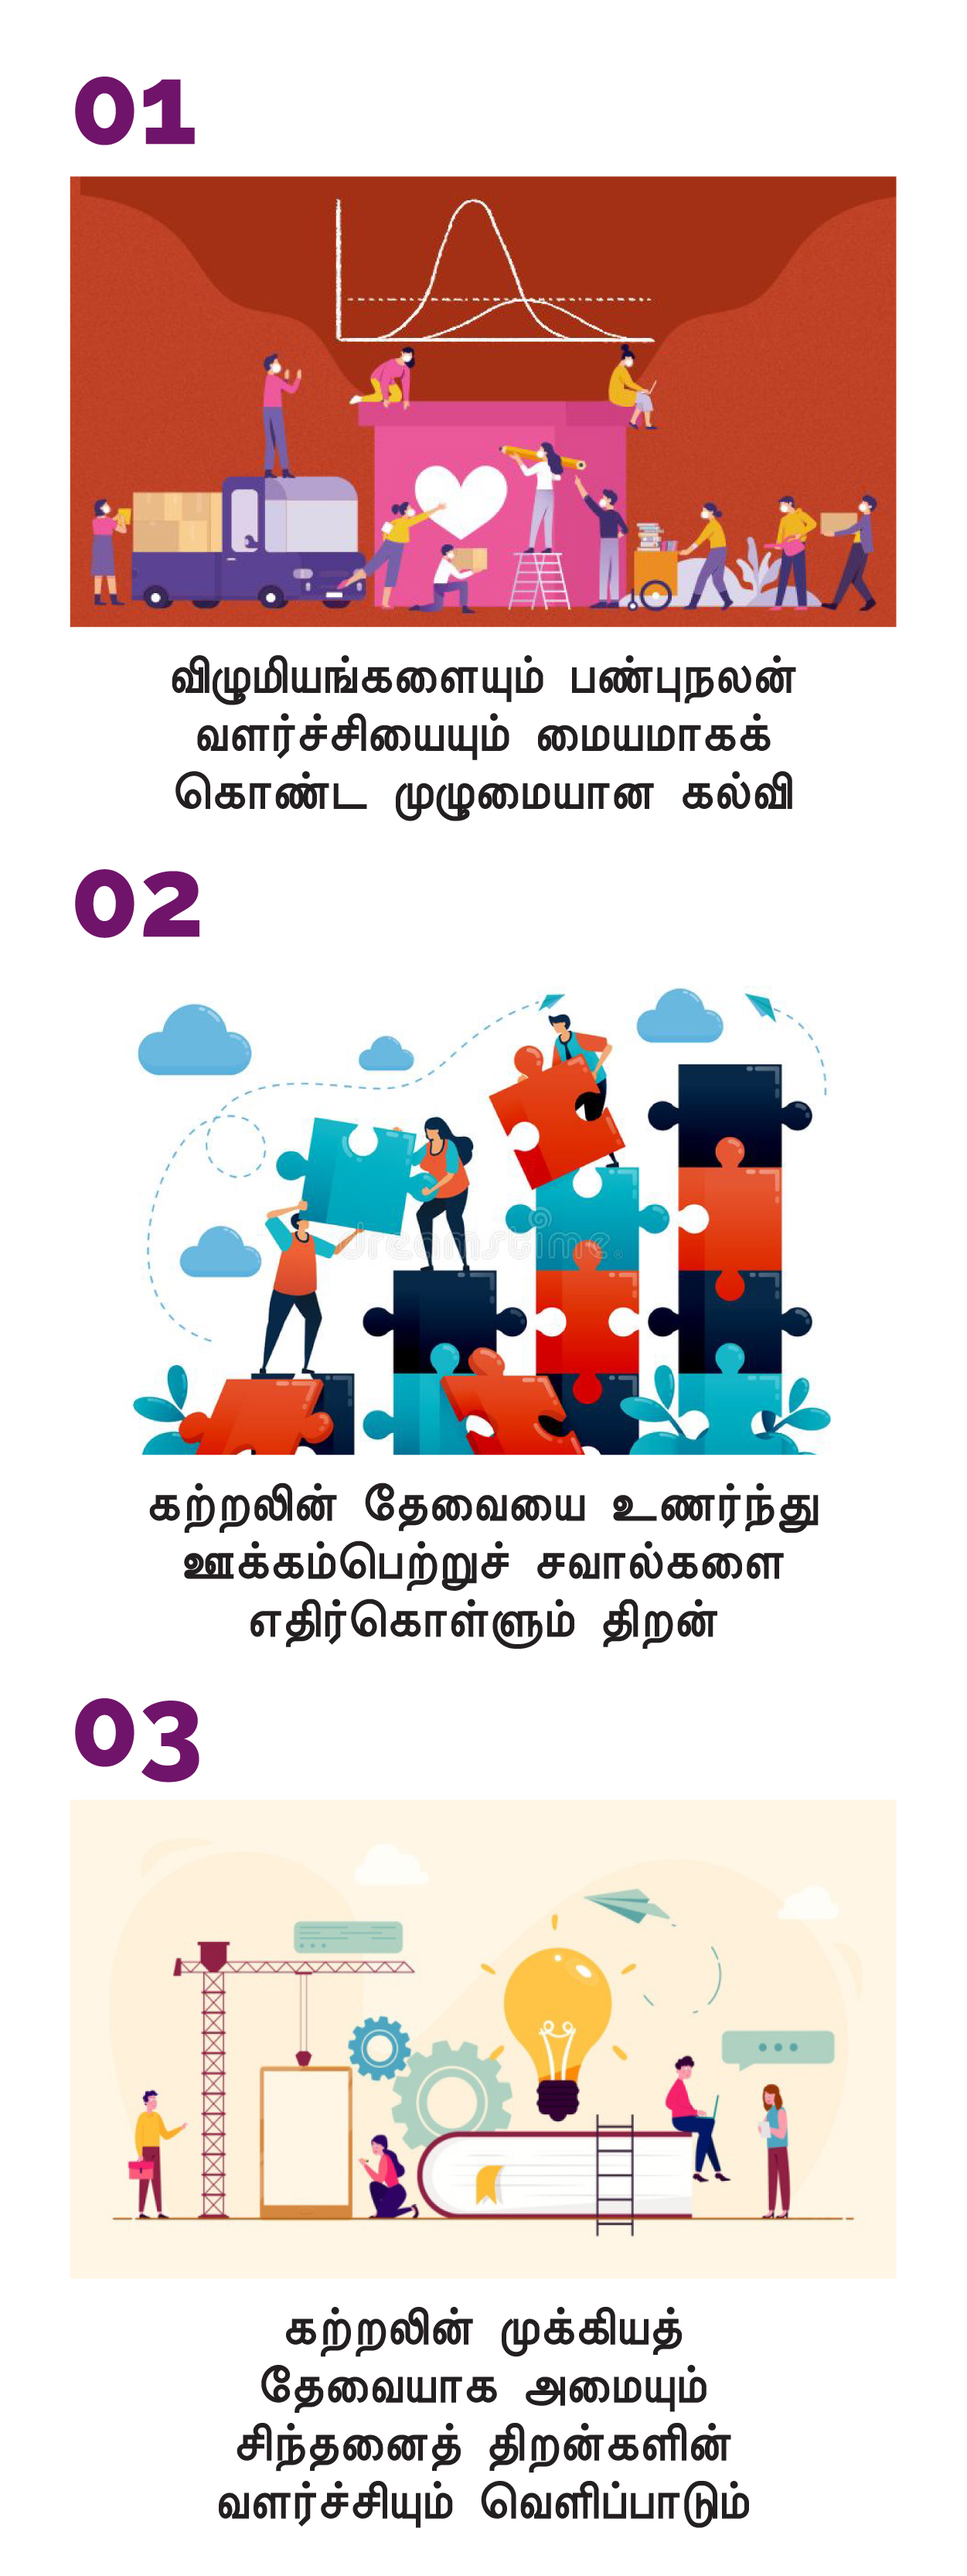 01
விழுமியங்களையும் பண்புநலன்
வளர்ச்சியையும் மையமாகக்
கொண்ட முழுமையான கல்வி
02
dreamstime.
கற்றலின் தேவையை உணர்ந்து
ஊக்கம்பெற்றுச் சவால்களை
எதிர்கொள்ளும் திறன்
03
கற்றலின் முக்கியத்
தேவையாக அமையும்
சிந்தனைத் திறன்களின்
வளர்ச்சியும் வெளிப்பாடும்